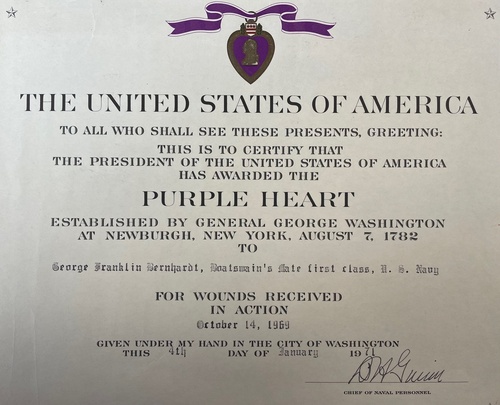 THE UNITED STATES OF AMERICA
TO ALL WHO SHALL SEE THESE PRESENTS, GREETING:
THIS IS TO CERTIFY THAT
THE PRESIDENT OF THE UNITED STATES OF AMERICA
HAS AWARDED THE
PURPLE HEART
ESTABLISHED BY GENERAL GEORGE WASHINGTON
AT NEWBURGH, NEW YORK, AUGUST 7, 1782
TO
George Franklin Bernhardt, Boatswain's Mate first class, U. S. Navy
FOR WOUNDS RECEIVED
IN ACTION
October 14, 1969
GIVEN UNDER MY HAND IN THE CITY OF WASHINGTON
THIS 4th DAY OF January 1971
CHIEF OF NAVAL PERSONNEL